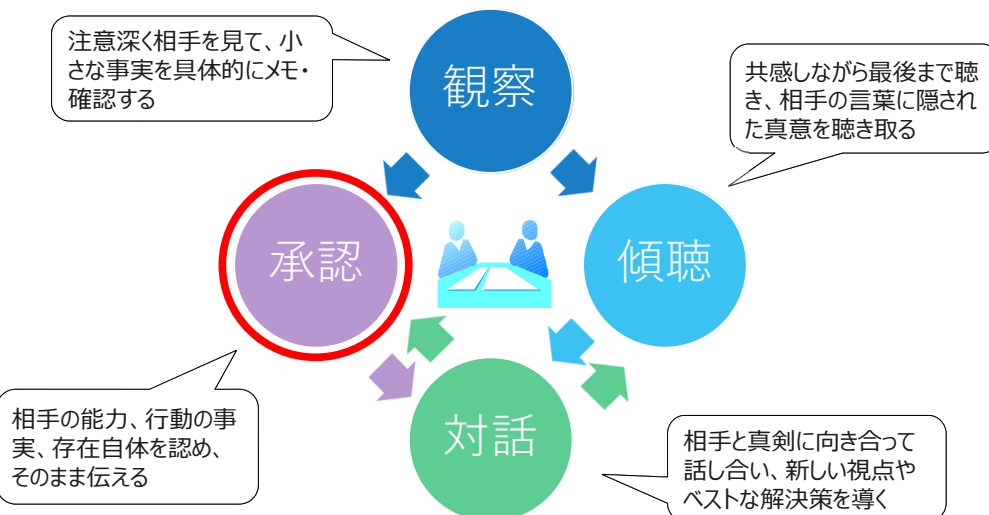 注意深く相手を見て、小
さな事実を具体的にメモ・
確認する
観察
共感しながら最後まで聴
き、相手の言葉に隠され
た真意を聴き取る
承認
傾聴
相手の能力、行動の事
実、存在自体を認め、
そのまま伝える
対話
相手と真剣に向き合って
話し合い、新しい視点や
ベストな解決策を導く